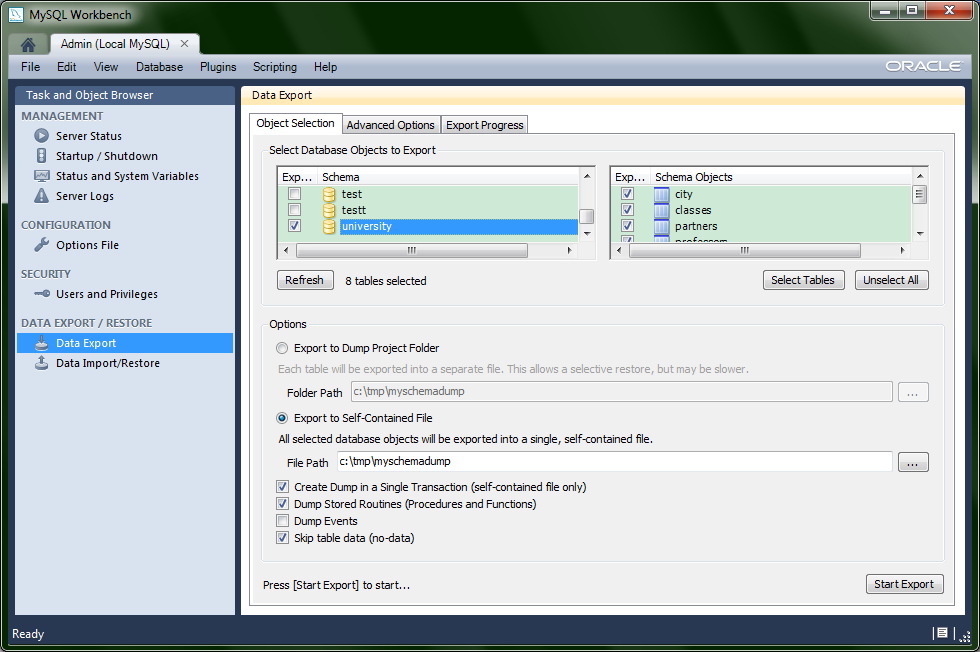 MySQL Workbench
Admin (Local MySQL)
File Edit View Database Plugins Scripting Help
ORACLE
Task and Object Browser
MANAGEMENT
Server Status
Startup / Shutdown
Status and System Variables
Server Logs
CONFIGURATION
Options File
SECURITY
Users and Privileges
DATA EXPORT / RESTORE
Data Export
Data Import/Restore
Data Export
Object Selection Advanced Options Export Progress
Select Database Objects to Export
Exp... Schema
test
testt
university
Exp... Schema Objects
city
classes
partners
professors
Refresh 8 tables selected Select Tables Unselect All
Options
Export to Dump Project Folder
Each table will be exported into a separate file. This allows a selective restore, but may be slower.
Folder Path c:\tmp\myschemadump ...
Export to Self-Contained File
All selected database objects will be exported into a single, self-contained file.
File Path c:\tmp\myschemadump ...
Create Dump in a Single Transaction (self-contained file only)
Dump Stored Routines (Procedures and Functions)
Dump Events
Skip table data (no-data)
Press [Start Export] to start... Start Export
Ready